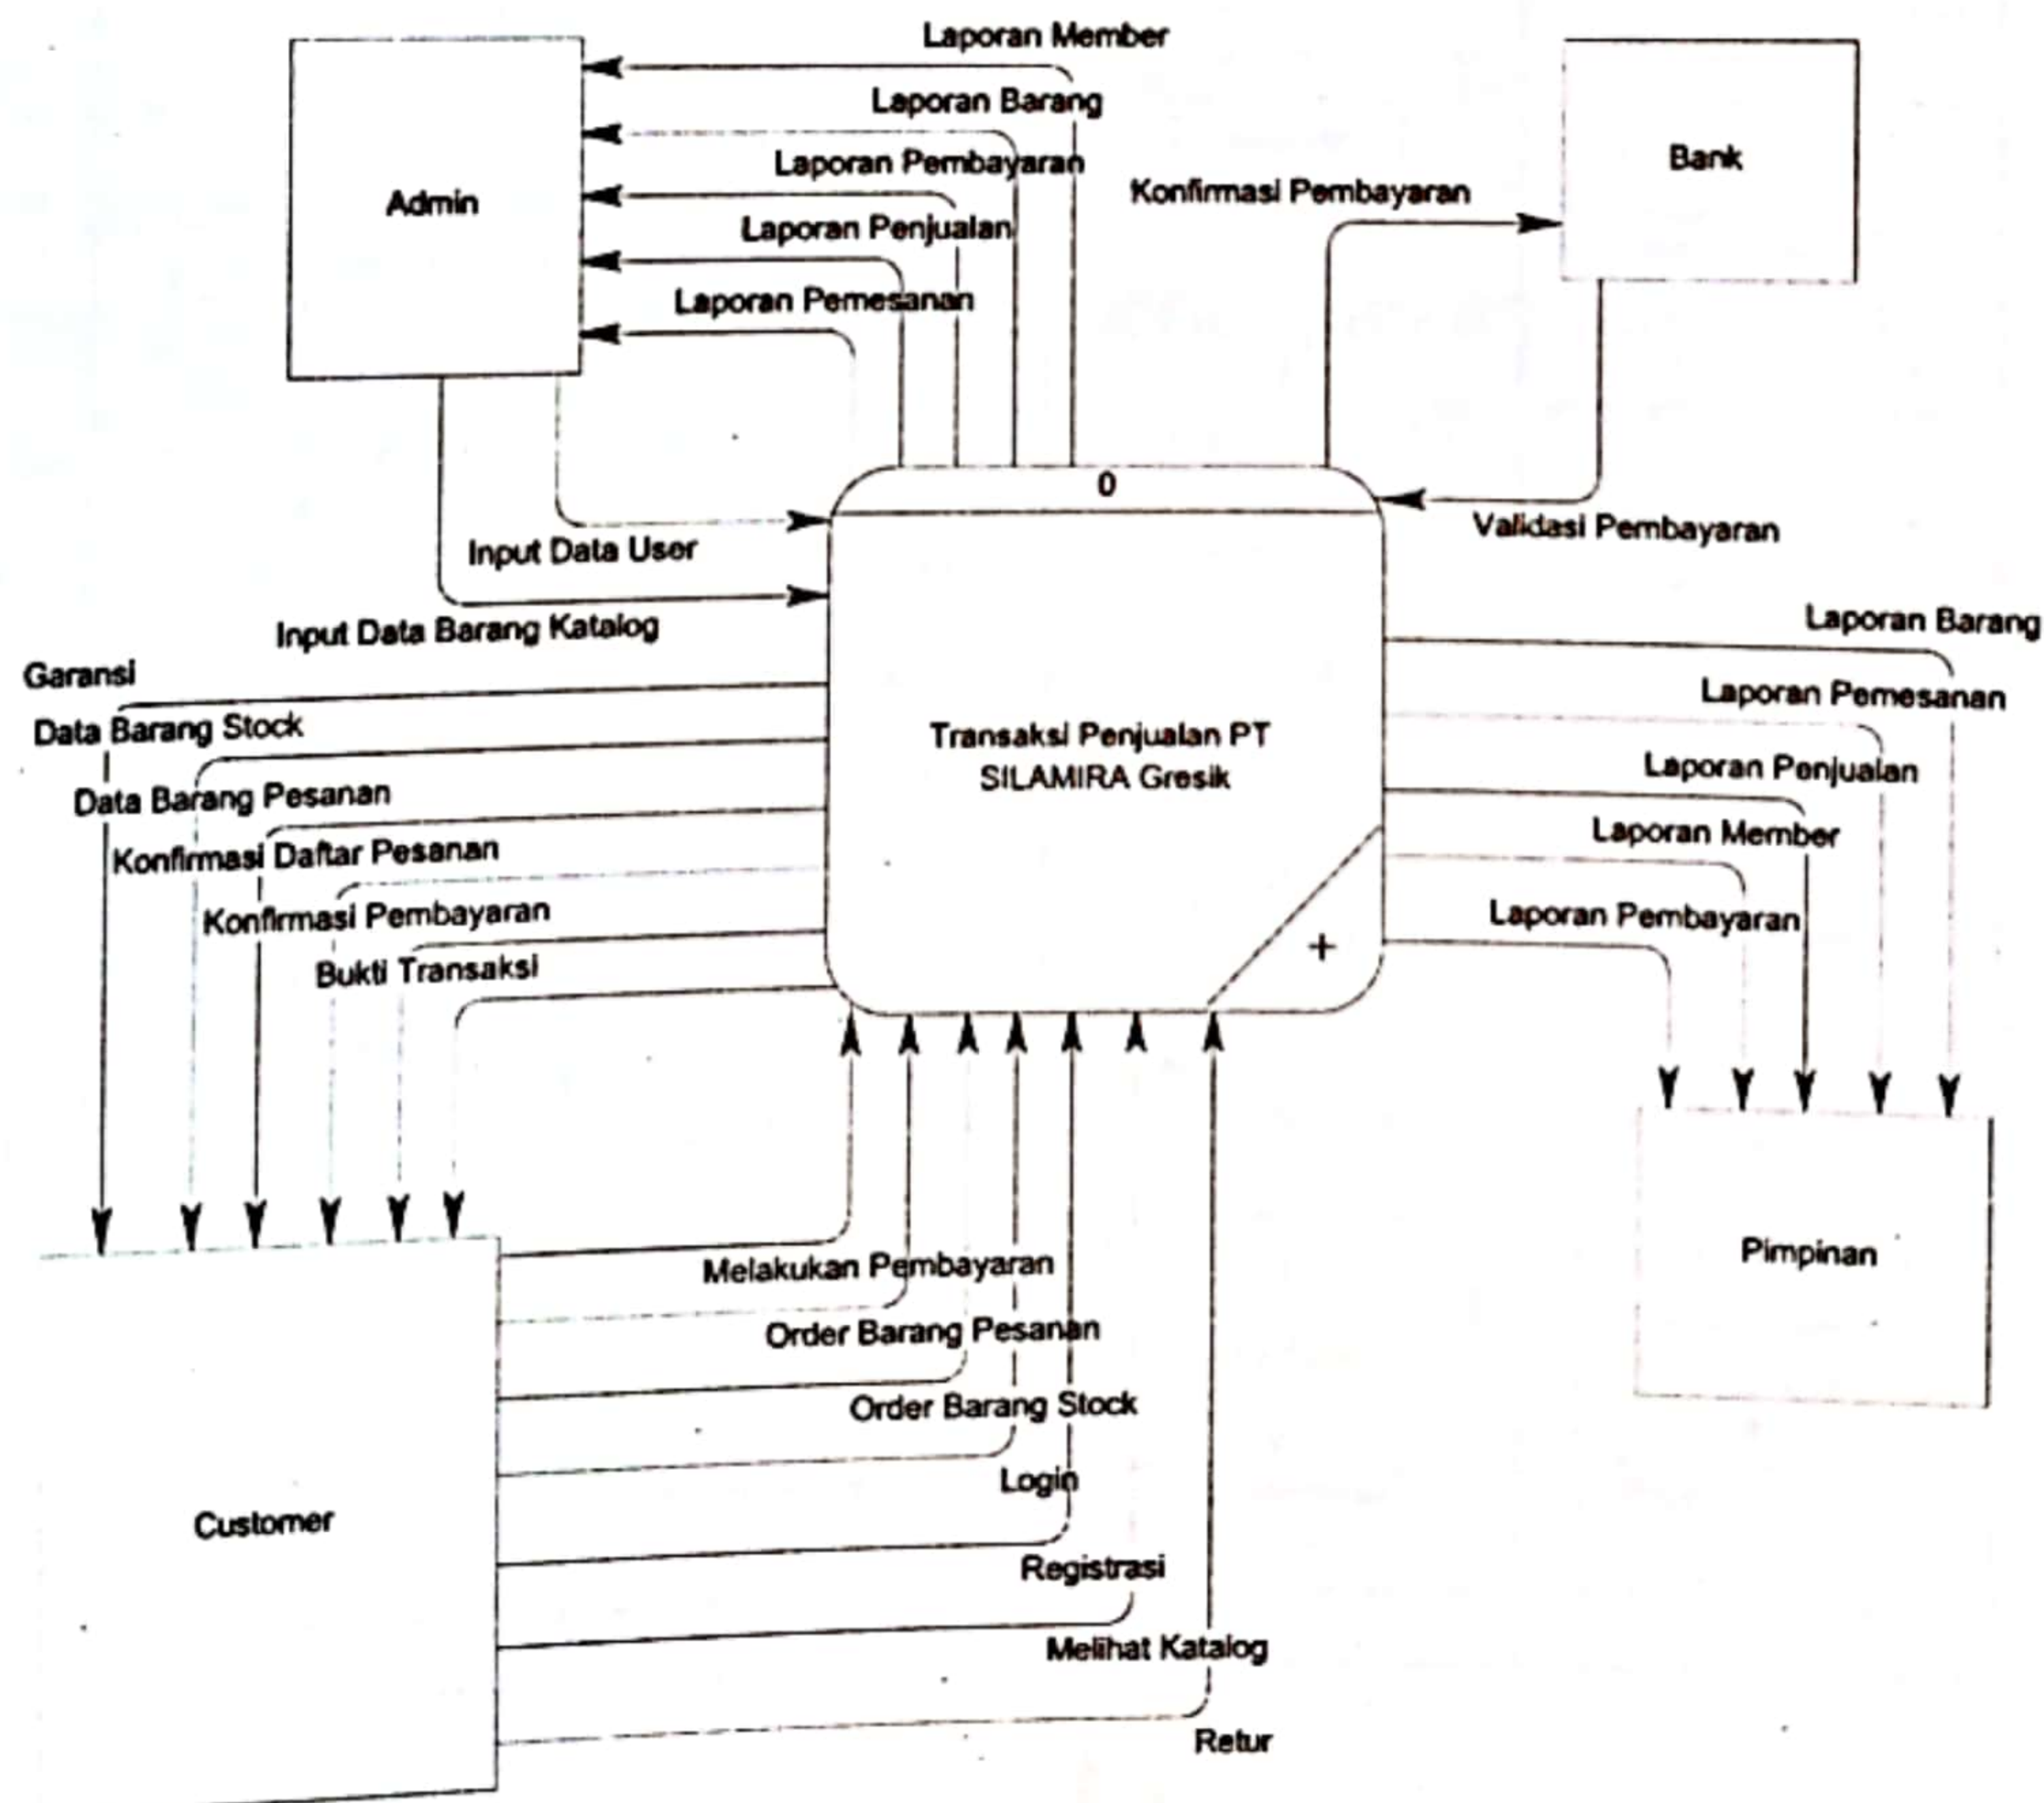 Laporan Member
Laporan Barang
Laporan Pembayaran
Laporan Penjualan
Laporan Pemesanan
Admin
Bank
Konfirmasi Pembayaran
Validasi Pembayaran
0
Input Data User
Input Data Barang Katalog
Transaksi Penjualan PT
SILAMIRA Gresik
+
Garansi
Data Barang Stock
Data Barang Pesanan
Konfirmasi Daftar Pesanan
Konfirmasi Pembayaran
Bukti Transaksi
Laporan Barang
Laporan Pemesanan
Laporan Penjualan
Laporan Member
Laporan Pembayaran
Pimpinan
Customer
Melakukan Pembayaran
Order Barang Pesanan
Order Barang Stock
Login
Registrasi
Melihat Katalog
Retur